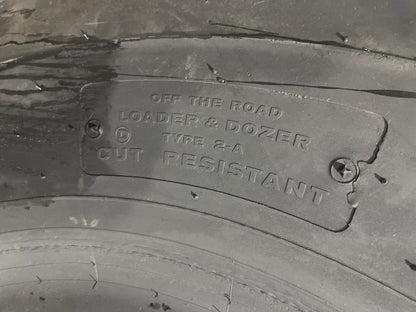 OFF THE ROAD
LOADER & DOZER
D TYPE 2-A
CUT RESISTANT